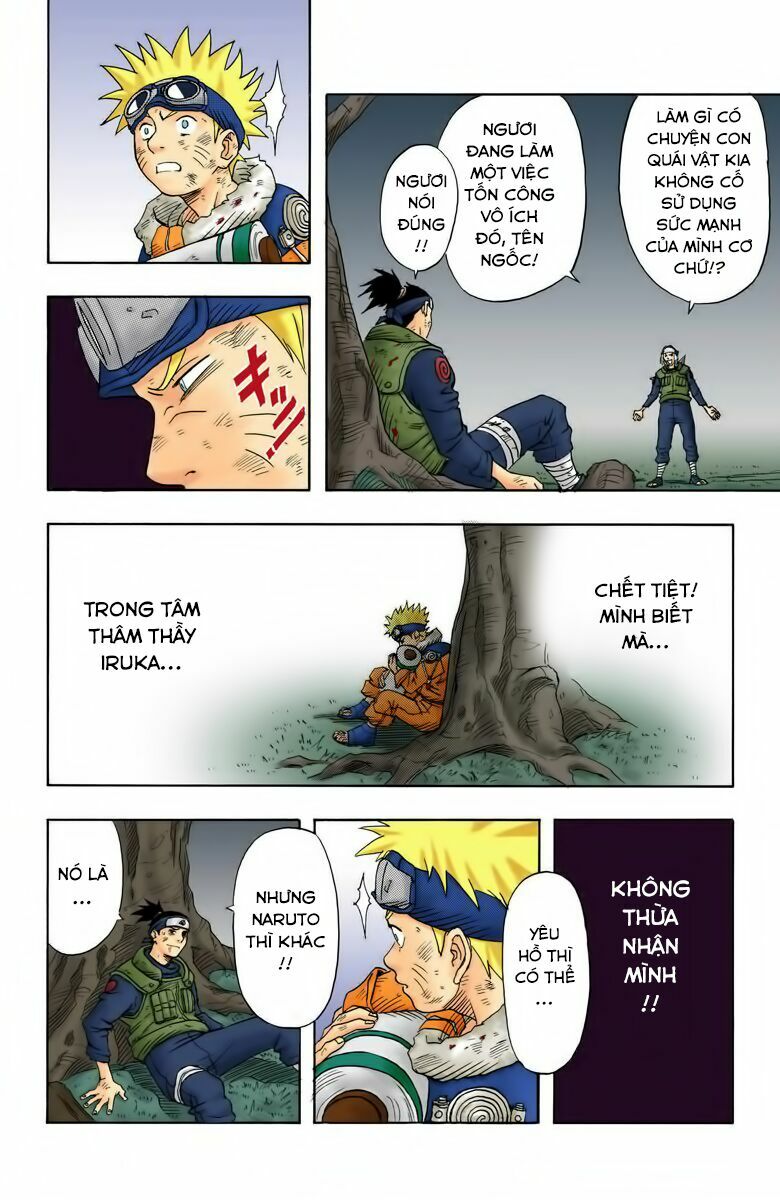 LÀM GÌ CÓ
CHUYỆN CON
QUÁI VẬT KIA
KHÔNG CỐ
SỬ DỤNG
SỨC MẠNH
CỦA MÌNH CƠ
CHỨ!?
NGƯƠI
ĐANG LÀM
MỘT VIỆC
TỐN CÔNG
VÔ ÍCH
ĐÓ, TÊN
NGỐC!
NGƯƠI
NÓI
ĐÚNG
!!
ギッ
CHẾT TIỆT!
MÌNH BIẾT
MÀ...
TRONG TÂM
THÂM THẦY
IRUKA...
KHÔNG
THỪA
NHẬN
MÌNH
!!
YÊU
HỒ THÌ
CÓ THỂ
...
NHƯNG
NARUTO
THÌ KHÁC
!!
NÓ LÀ
...